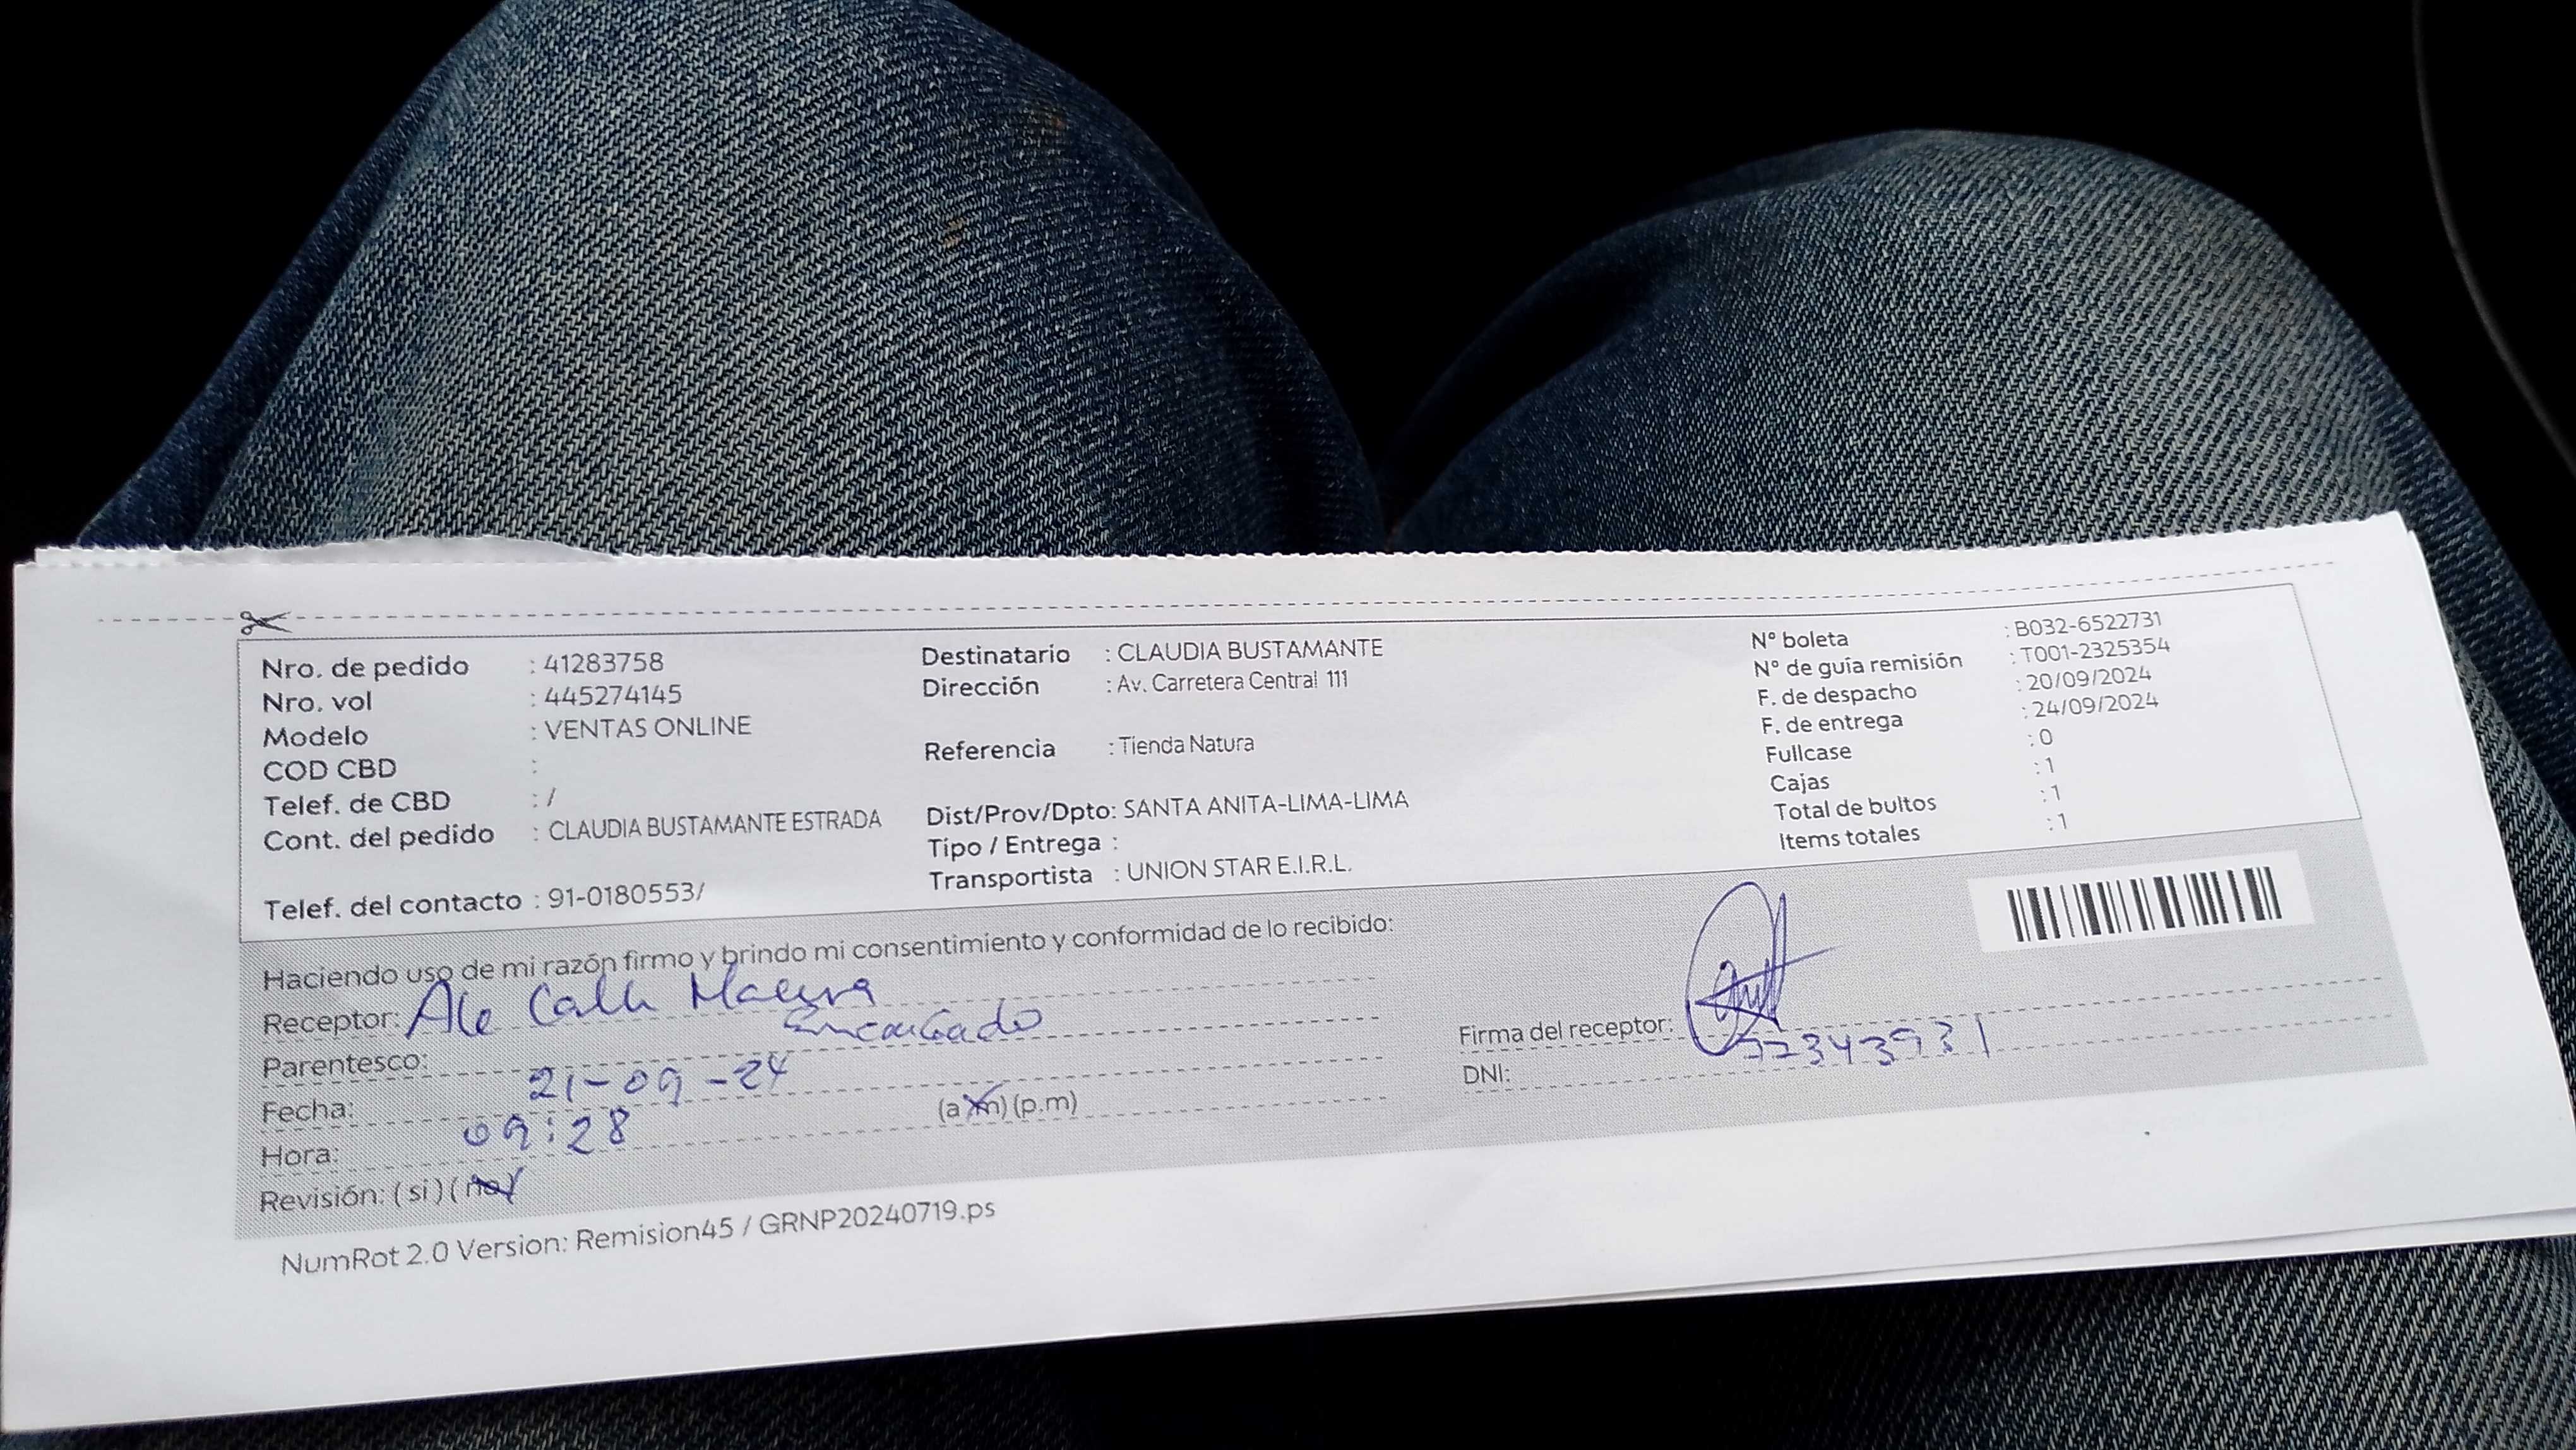 Nro. de pedido : 41283758
Nro. vol : 445274145
Modelo : VENTAS ONLINE
COD CBD :
Telef. de CBD : /
Cont. del pedido : CLAUDIA BUSTAMANTE ESTRADA
Telef. del contacto : 91-0180553/
Destinatario : CLAUDIA BUSTAMANTE
Dirección : Av. Carretera Central 111
Referencia : Tienda Natura
Dist/Prov/Dpto: SANTA ANITA-LIMA-LIMA
Tipo / Entrega :
Transportista : UNION STAR E.I.R.L.
N° boleta : B032-6522731
N° de guía remisión : T001-2325354
F. de despacho : 20/09/2024
F. de entrega : 24/09/2024
Fullcase : 0
Cajas : 1
Total de bultos : 1
Items totales : 1
Haciendo uso de mi razón firmo y brindo mi consentimiento y conformidad de lo recibido:
Receptor: Ale
Parentesco: Encargado
Fecha: 21-09-24
Hora: 09:28 (a.m) (p.m)
Revisión: (si) (no)
Firma del receptor:
DNI:
NumRot 2.0 Version: Remision45 / GRNP20240719.ps